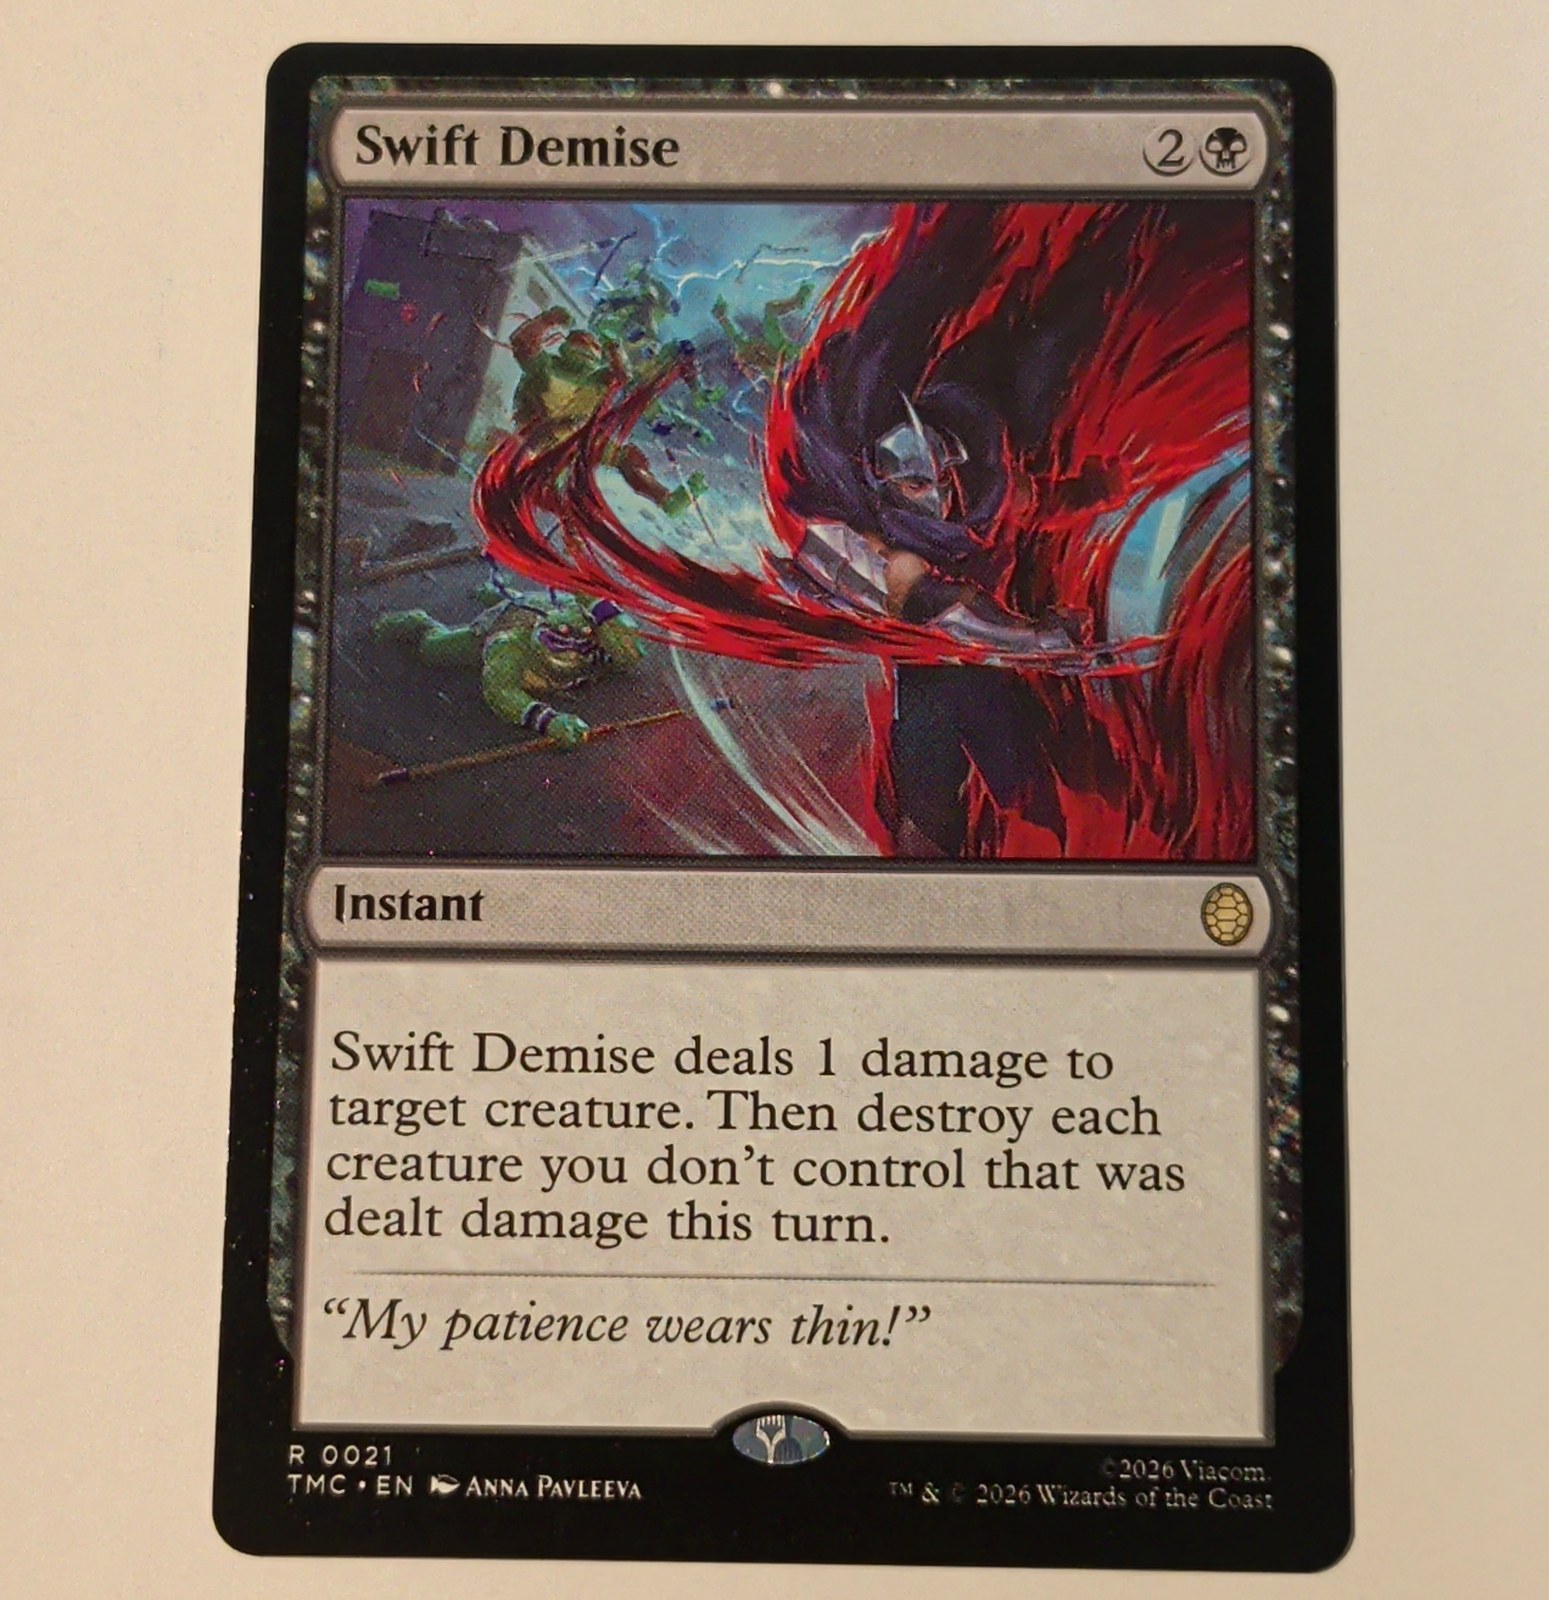 Swift Demise 2
Instant
Swift Demise deals 1 damage to
target creature. Then destroy each
creature you don't control that was
dealt damage this turn.
“My patience wears thin!”
R 0021
TMC • EN Anna Pavleeva
©2026 Viacom.
™ & © 2026 Wizards of the Coast